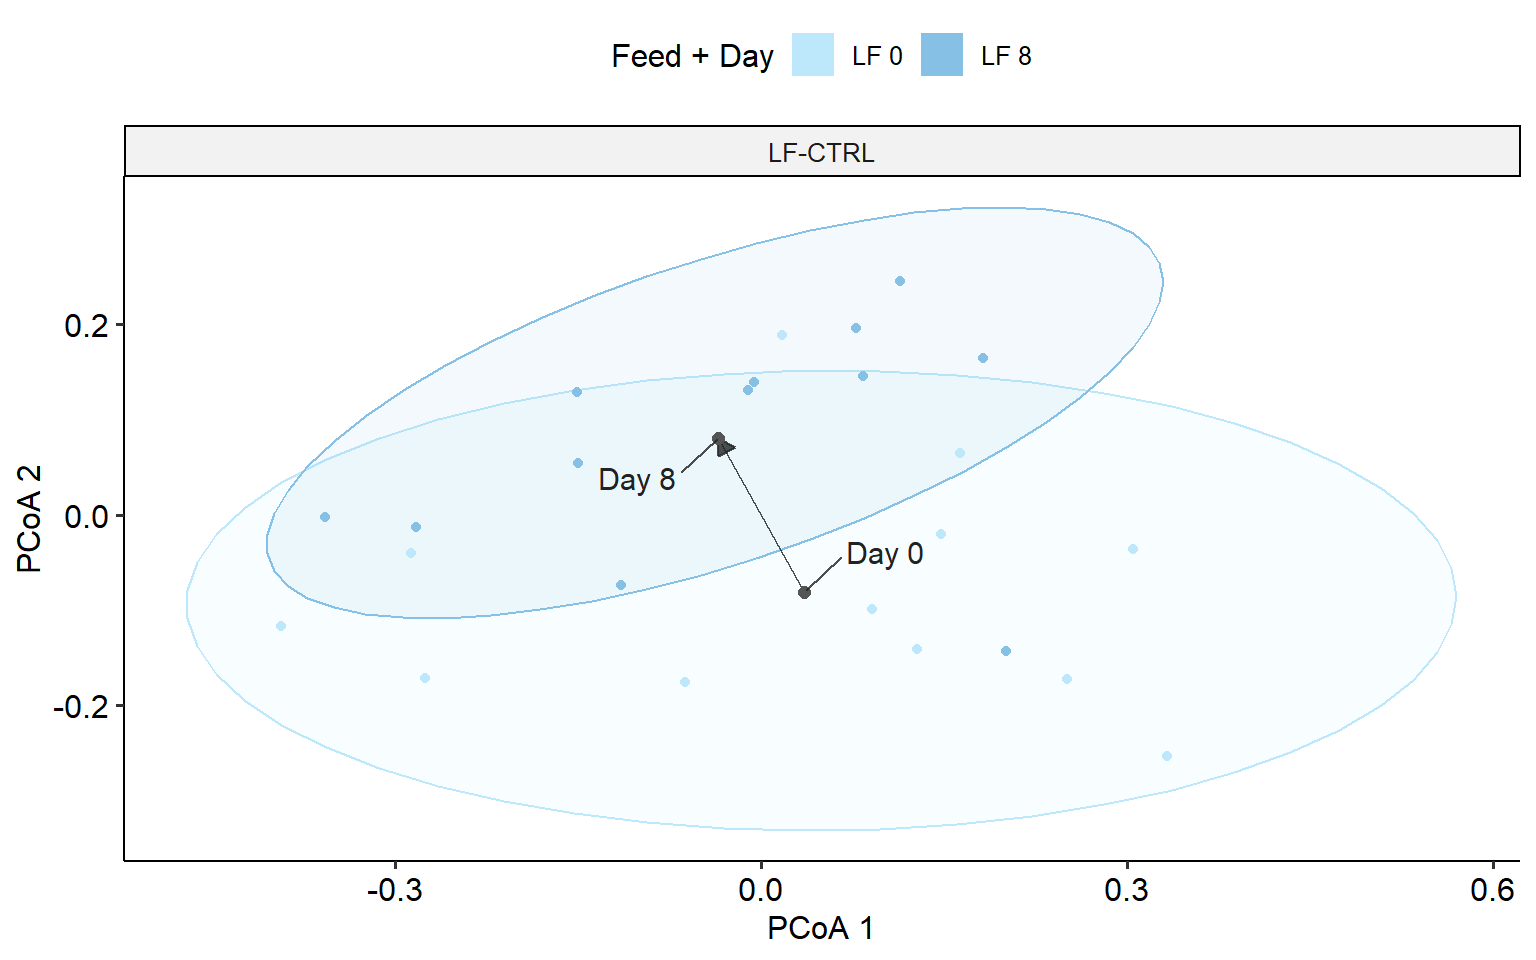 Feed + Day LF 0 LF 8
LF-CTRL
0.2
0.0
-0.2
PCoA 2
Day 8
Day 0
-0.3 0.0 0.3 0.6
PCoA 1